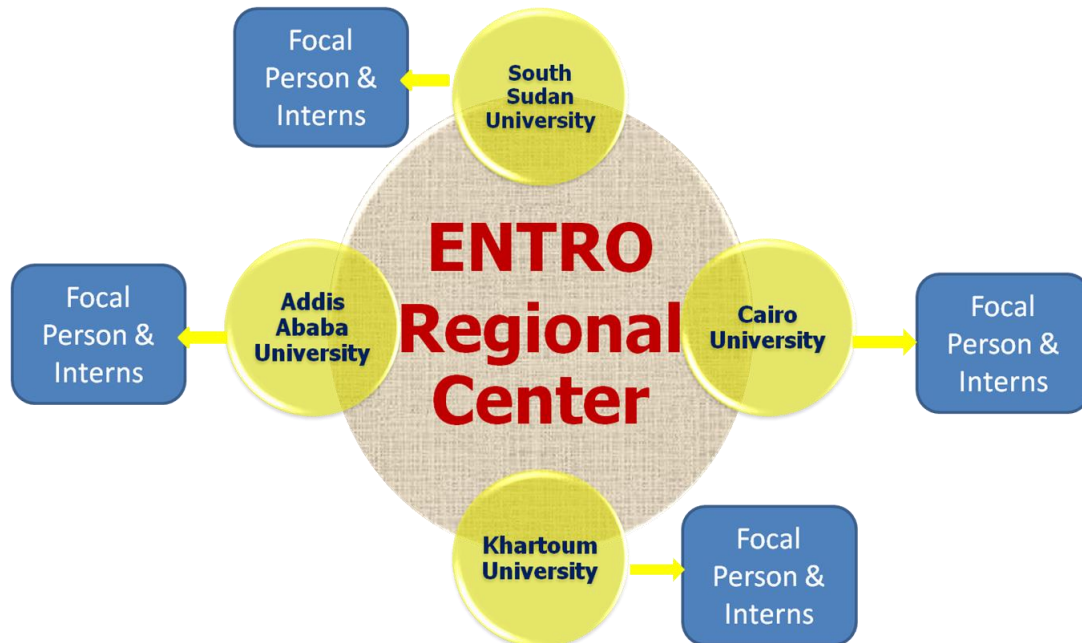 Focal
Person &
Interns
South
Sudan
University
ENTRO
Regional
Center
Addis
Ababa
University
Focal
Person &
Interns
Cairo
University
Focal
Person &
Interns
Khartoum
University
Focal
Person &
Interns